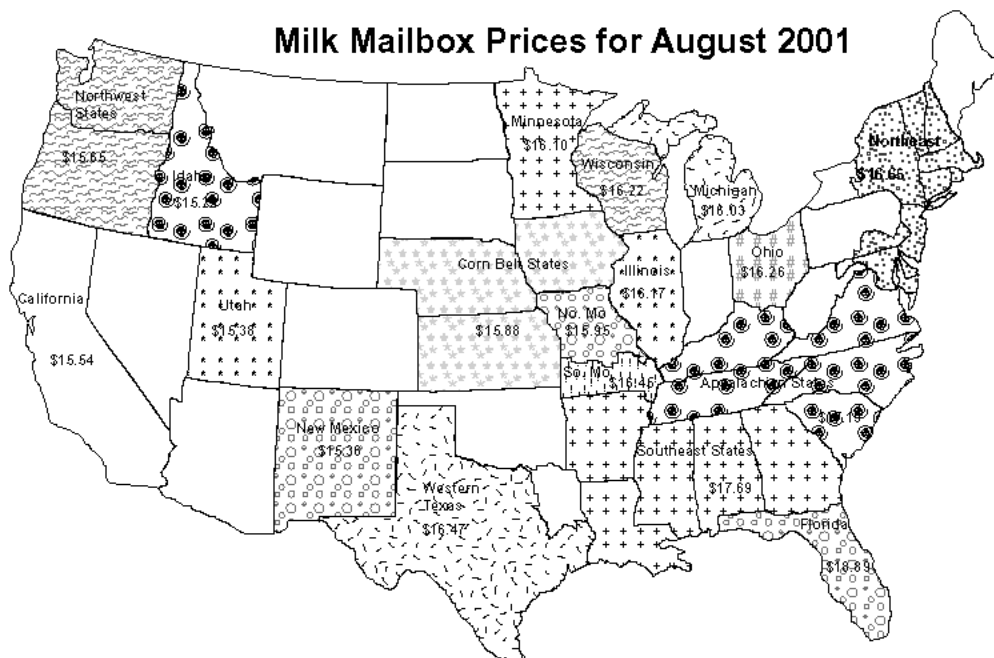 Milk Mailbox Prices for August 2001
Northwest
States
$15.65
Idaho
Minnesota
$16.10
Wisconsin
$16.22
Michigan
$16.03
Northeast
$16.65
Corn Belt States
$15.88
Ohio
$16.26
Illinois
$16.17
California
$15.54
Utah
$15.38
No. Mo
$15.95
So. Mo
$16.46
Appalachian States
New Mexico
$15.36
Southeast States
$17.69
Western
Texas
$16.47
Florida
$18.89